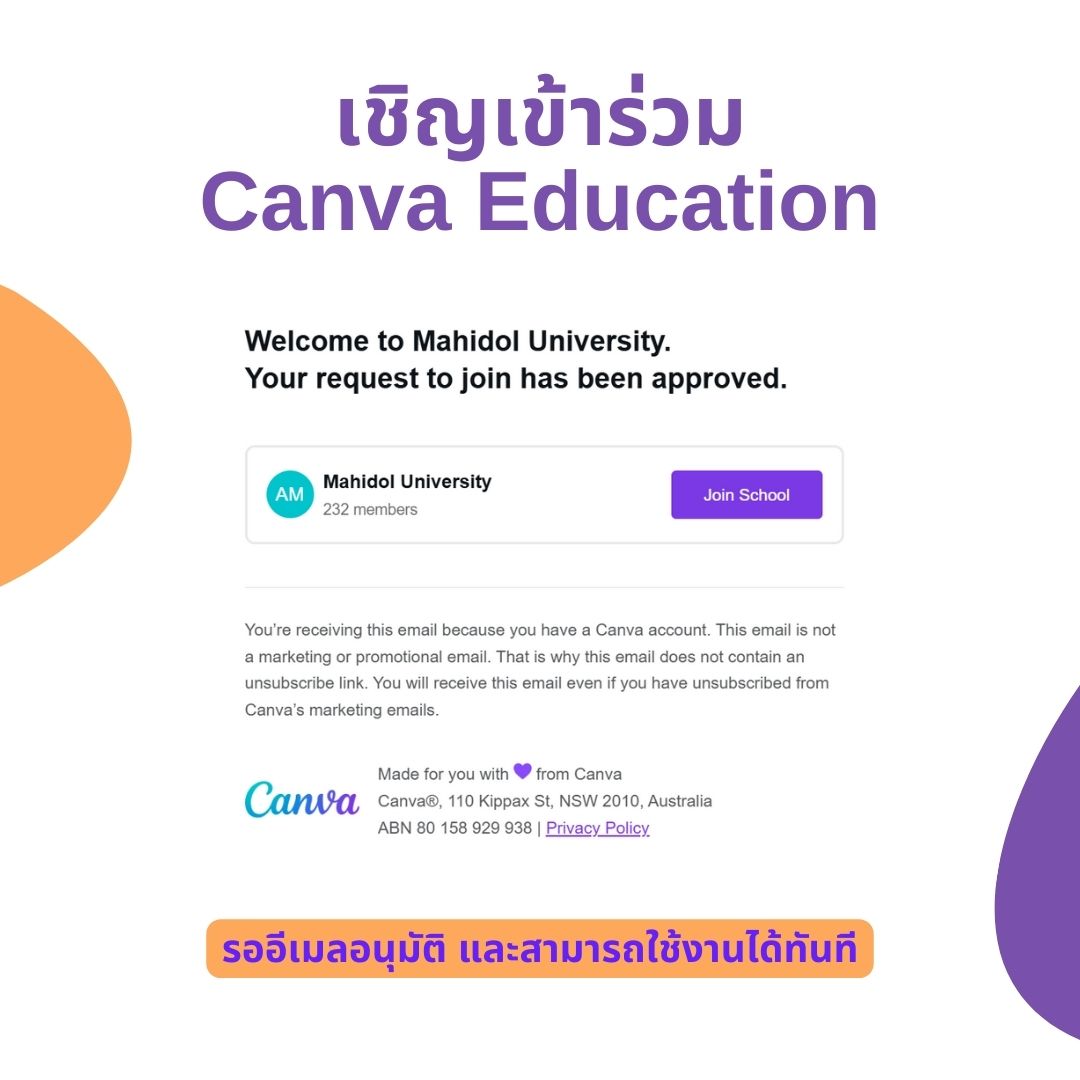 เชิญเข้าร่วม
Canva Education
Welcome to Mahidol University.
Your request to join has been approved.
AM
Mahidol University
232 members
Join School
You’re receiving this email because you have a Canva account. This email is not
a marketing or promotional email. That is why this email does not contain an
unsubscribe link. You will receive this email even if you have unsubscribed from
Canva’s marketing emails.
Canva
Made for you with 💜 from Canva
Canva®, 110 Kippax St, NSW 2010, Australia
ABN 80 158 929 938 | Privacy Policy
รออีเมลอนุมัติ และสามารถใช้งานได้ทันที